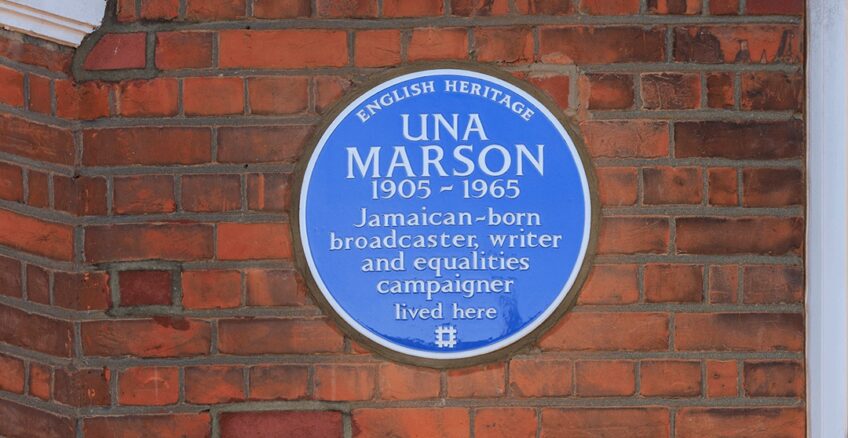 ENGLISH HERITAGE
UNA
MARSON
1905 ~ 1965
Jamaican-born
broadcaster, writer
and equalities
campaigner
lived here